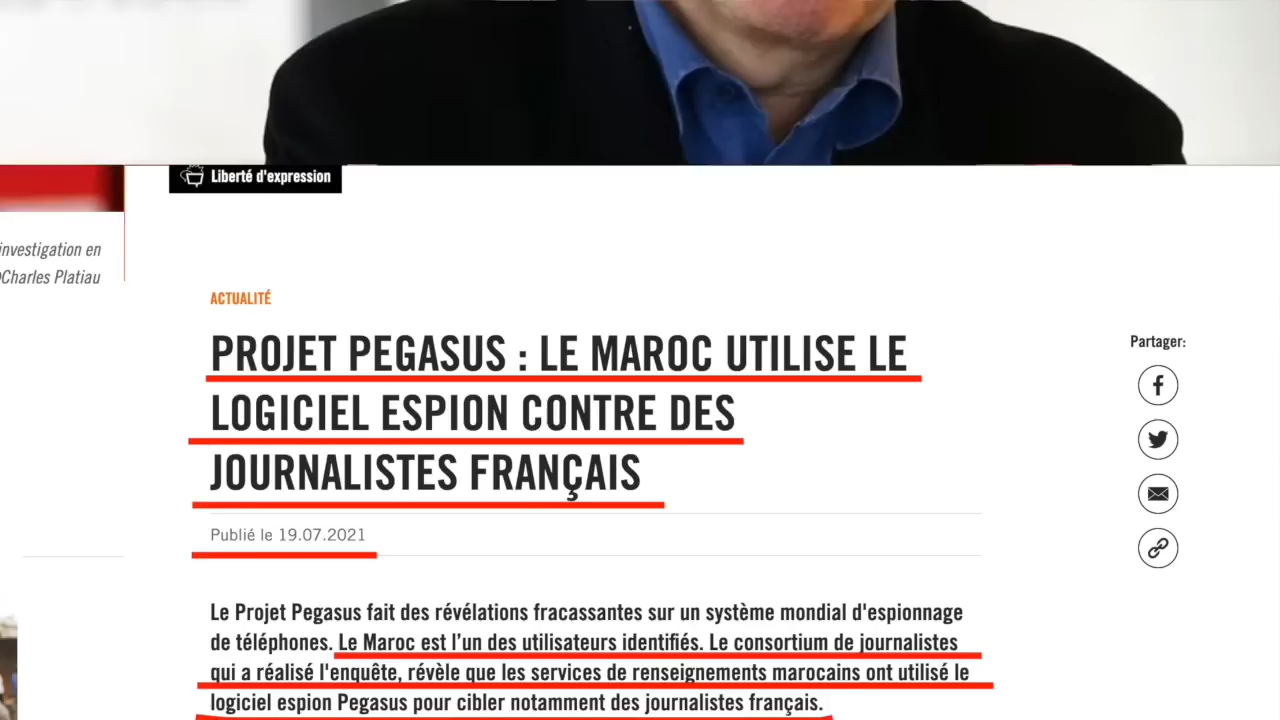 Liberté d'expression
investigation en
Charles Platiau
ACTUALITÉ
PROJET PEGASUS : LE MAROC UTILISE LE
LOGICIEL ESPION CONTRE DES
JOURNALISTES FRANÇAIS
Partager:
Publié le 19.07.2021
Le Projet Pegasus fait des révélations fracassantes sur un système mondial d'espionnage
de téléphones. Le Maroc est l’un des utilisateurs identifiés. Le consortium de journalistes
qui a réalisé l'enquête, révèle que les services de renseignements marocains ont utilisé le
logiciel espion Pegasus pour cibler notamment des journalistes français.